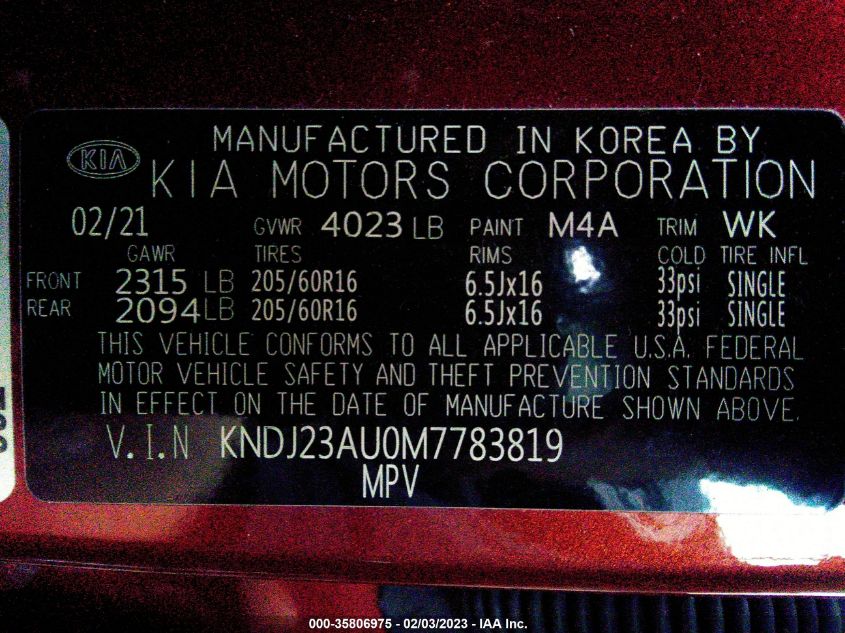 MANUFACTURED IN KOREA BY
KIA KIA MOTORS CORPORATION
02/21 GVWR 4023 LB PAINT M4A TRIM WK
GAWR TIRES RIMS COLD TIRE INFL
FRONT 2315 LB 205/60R16 6.5Jx16 33psi SINGLE
REAR 2094 LB 205/60R16 6.5Jx16 33psi SINGLE
THIS VEHICLE CONFORMS TO ALL APPLICABLE U.S.A. FEDERAL
MOTOR VEHICLE SAFETY AND THEFT PREVENTION STANDARDS
IN EFFECT ON THE DATE OF MANUFACTURE SHOWN ABOVE.
V.I.N KNDJ23AU0M7783819
MPV
000-35806975 - 02/03/2023 - IAA Inc.